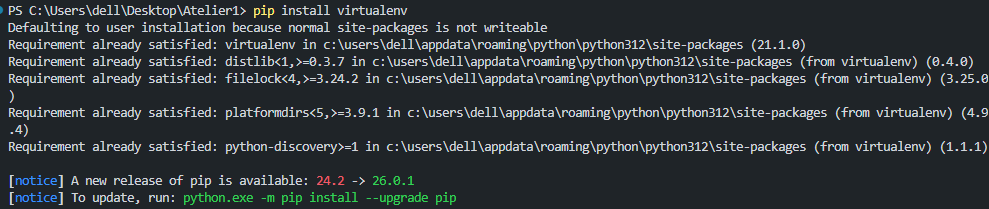 PS C:\Users\dell\Desktop\Atelier1> pip install virtualenv
Defaulting to user installation because normal site-packages is not writeable
Requirement already satisfied: virtualenv in c:\users\dell\appdata\roaming\python\python312\site-packages (21.1.0)
Requirement already satisfied: distlib<1,>=0.3.7 in c:\users\dell\appdata\roaming\python\python312\site-packages (from virtualenv) (0.4.0)
Requirement already satisfied: filelock<4,>=3.24.2 in c:\users\dell\appdata\roaming\python\python312\site-packages (from virtualenv) (3.25.0
)
Requirement already satisfied: platformdirs<5,>=3.9.1 in c:\users\dell\appdata\roaming\python\python312\site-packages (from virtualenv) (4.9
.4)
Requirement already satisfied: python-discovery>=1 in c:\users\dell\appdata\roaming\python\python312\site-packages (from virtualenv) (1.1.1)
[notice] A new release of pip is available: 24.2 -> 26.0.1
[notice] To update, run: python.exe -m pip install --upgrade pip